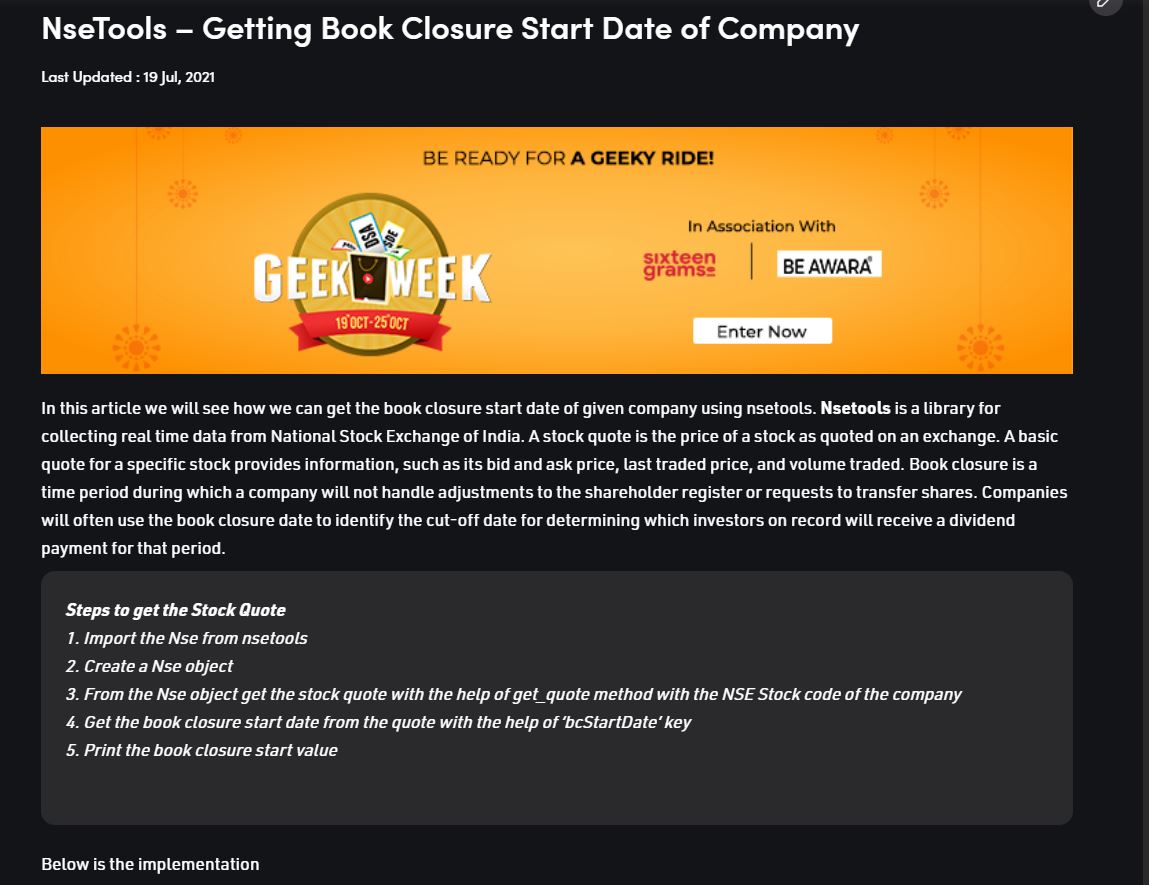 NseTools – Getting Book Closure Start Date of Company
Last Updated : 19 Jul, 2021
BE READY FOR A GEEKY RIDE!
DSA
SDE
GEEK WEEK
19 OCT-25 OCT
In Association With
sixteen
grams
BE AWARA
Enter Now
In this article we will see how we can get the book closure start date of given company using nsetools. Nsetools is a library for
collecting real time data from National Stock Exchange of India. A stock quote is the price of a stock as quoted on an exchange. A basic
quote for a specific stock provides information, such as its bid and ask price, last traded price, and volume traded. Book closure is a
time period during which a company will not handle adjustments to the shareholder register or requests to transfer shares. Companies
will often use the book closure date to identify the cut-off date for determining which investors on record will receive a dividend
payment for that period.
Steps to get the Stock Quote
1. Import the Nse from nsetools
2. Create a Nse object
3. From the Nse object get the stock quote with the help of get_quote method with the NSE Stock code of the company
4. Get the book closure start date from the quote with the help of ‘bcStartDate’ key
5. Print the book closure start value
Below is the implementation